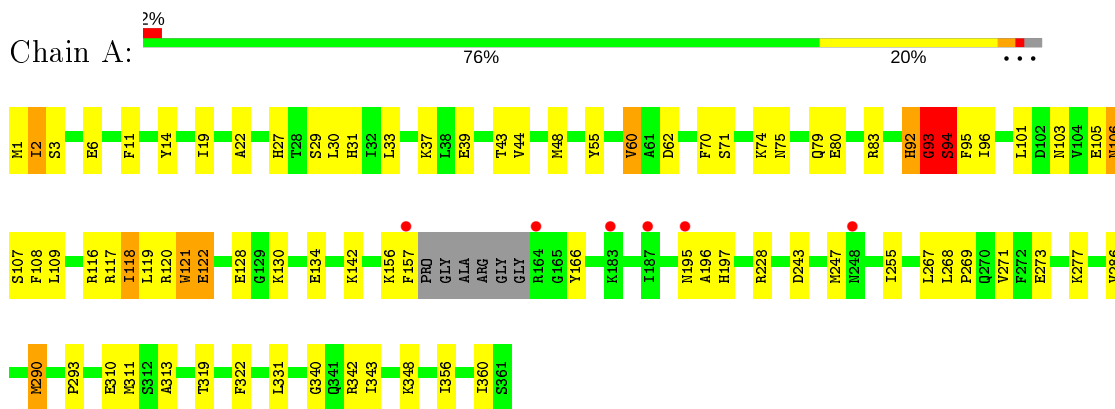 2%
Chain A:
76% 20% • • •
M1 I2 S3 E6 F11 Y14 I19 A22 H27 T28 S29 L30 H31 I32 L33 K37 L38 E39 T43 V44 M48 Y55 V60 A61 D62 F70 S71 K74 N75 Q79 E80 R83 H92 G93 S94 F95 I96 L101 D102 N103 V104 E105 N106
S107 F108 L109 R116 R117 I118 L119 R120 W121 E122 E128 G129 K130 E134 K142 K156 F157 PRO GLY ALA ARG GLY GLY R164 G165 Y166 K183 I187 N195 A196 H197 R228 D243 M247 N248 I255 L267 L268 P269 Q270 V271 F272 E273 K277
M290 P293 E310 M311 S312 A313 T319 F322 L331 G340 Q341 R342 I343 K348 I356 I360 S361